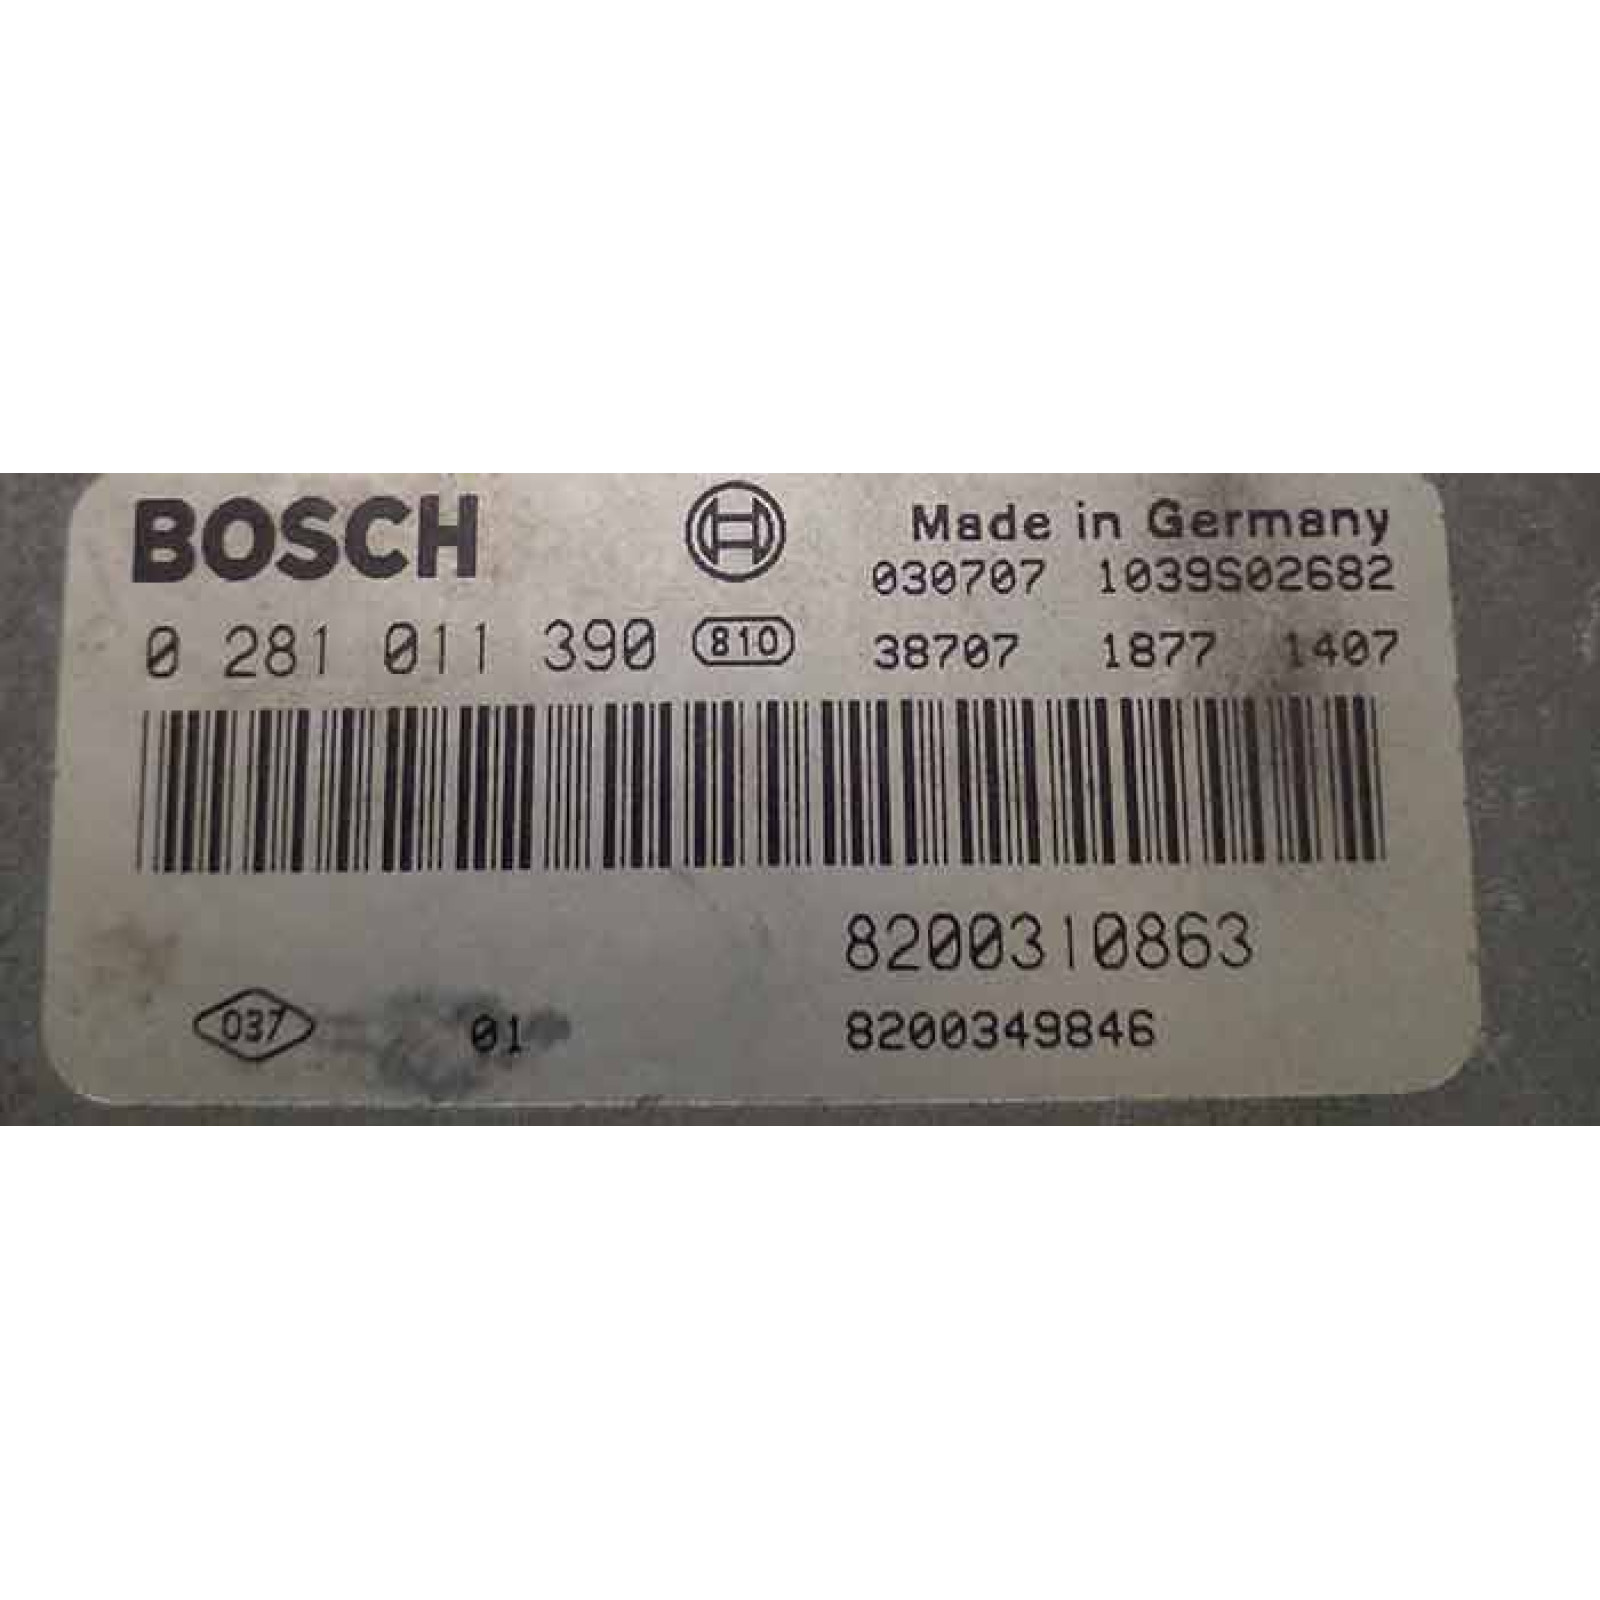 BOSCH
Made in Germany
030707 1039S02682
0 281 011 390 810 38707 1877 1407
8200310863
037 01 8200349846